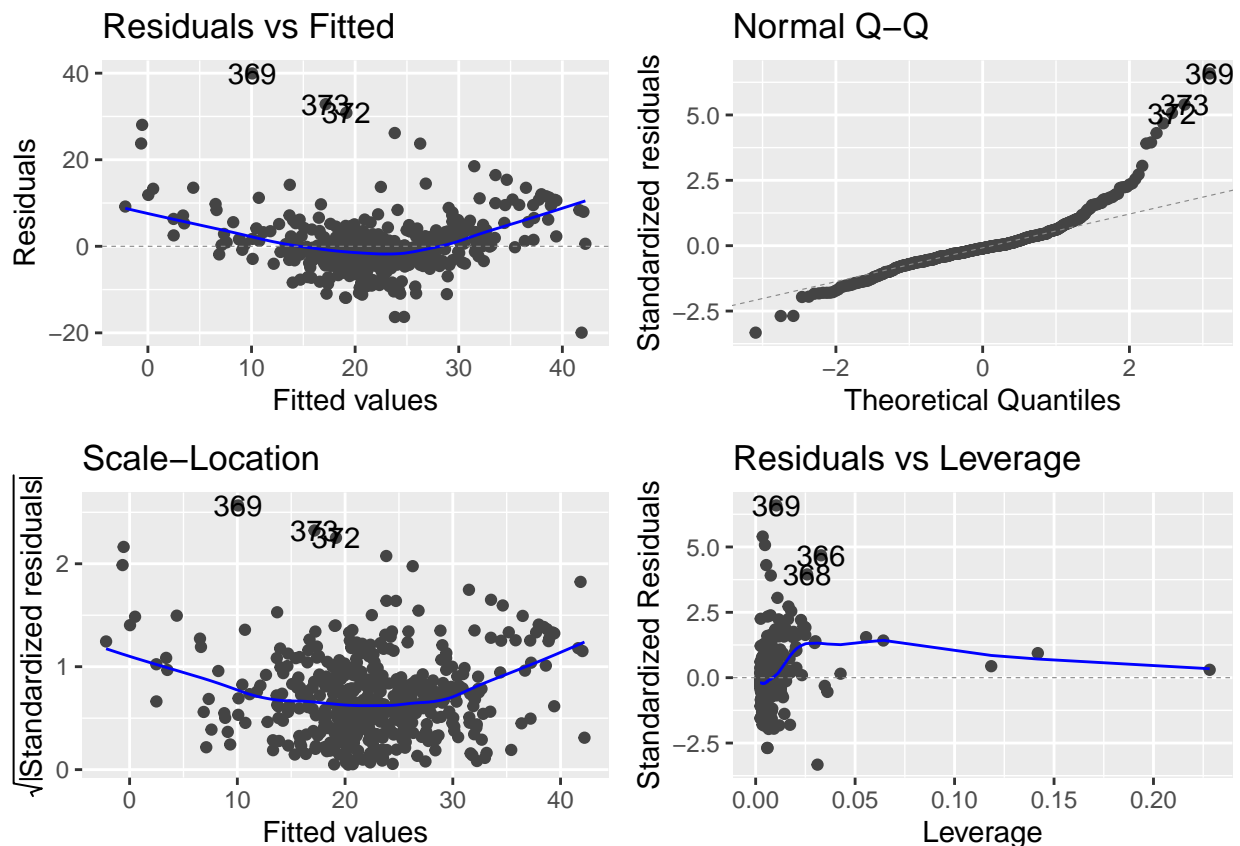 Residuals vs Fitted
Residuals
40
20
0
−20
369
373
372
0 10 20 30 40
Fitted values
Normal Q−Q
Standardized residuals
5.0
2.5
0.0
−2.5
369
373
372
−2 0 2
Theoretical Quantiles
Scale−Location
√|Standardized residuals|
2
1
0
369
373
372
0 10 20 30 40
Fitted values
Residuals vs Leverage
Standardized Residuals
5.0
2.5
0.0
−2.5
369
366
368
0.00 0.05 0.10 0.15 0.20
Leverage